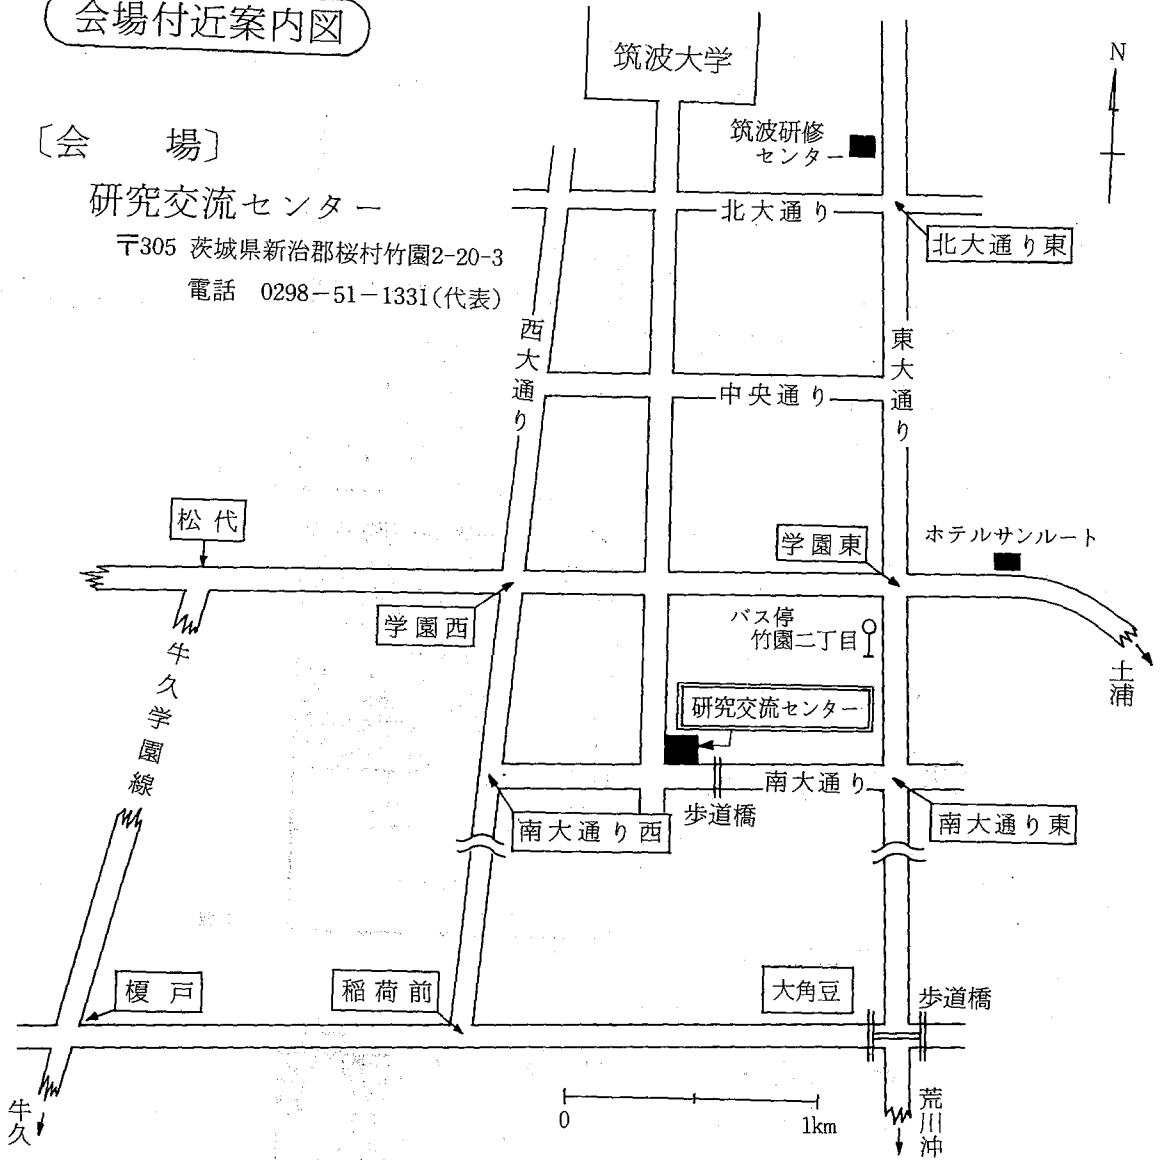 会場付近案内図
〔会　　場〕
研究交流センター
〒305 茨城県新治郡桜村竹園2-20-3
電話　0298－51－1331(代表)
筑波大学
N
筑波研修
センター
北大通り
北大通り東
西大通り
東大通り
中央通り
松代
学園東
ホテルサンルート
学園西
バス停
竹園二丁目
土浦
牛久学園線
研究交流センター
南大通り
歩道橋
南大通り西
南大通り東
榎戸
稲荷前
大角豆
歩道橋
牛久
0
1km
荒川沖